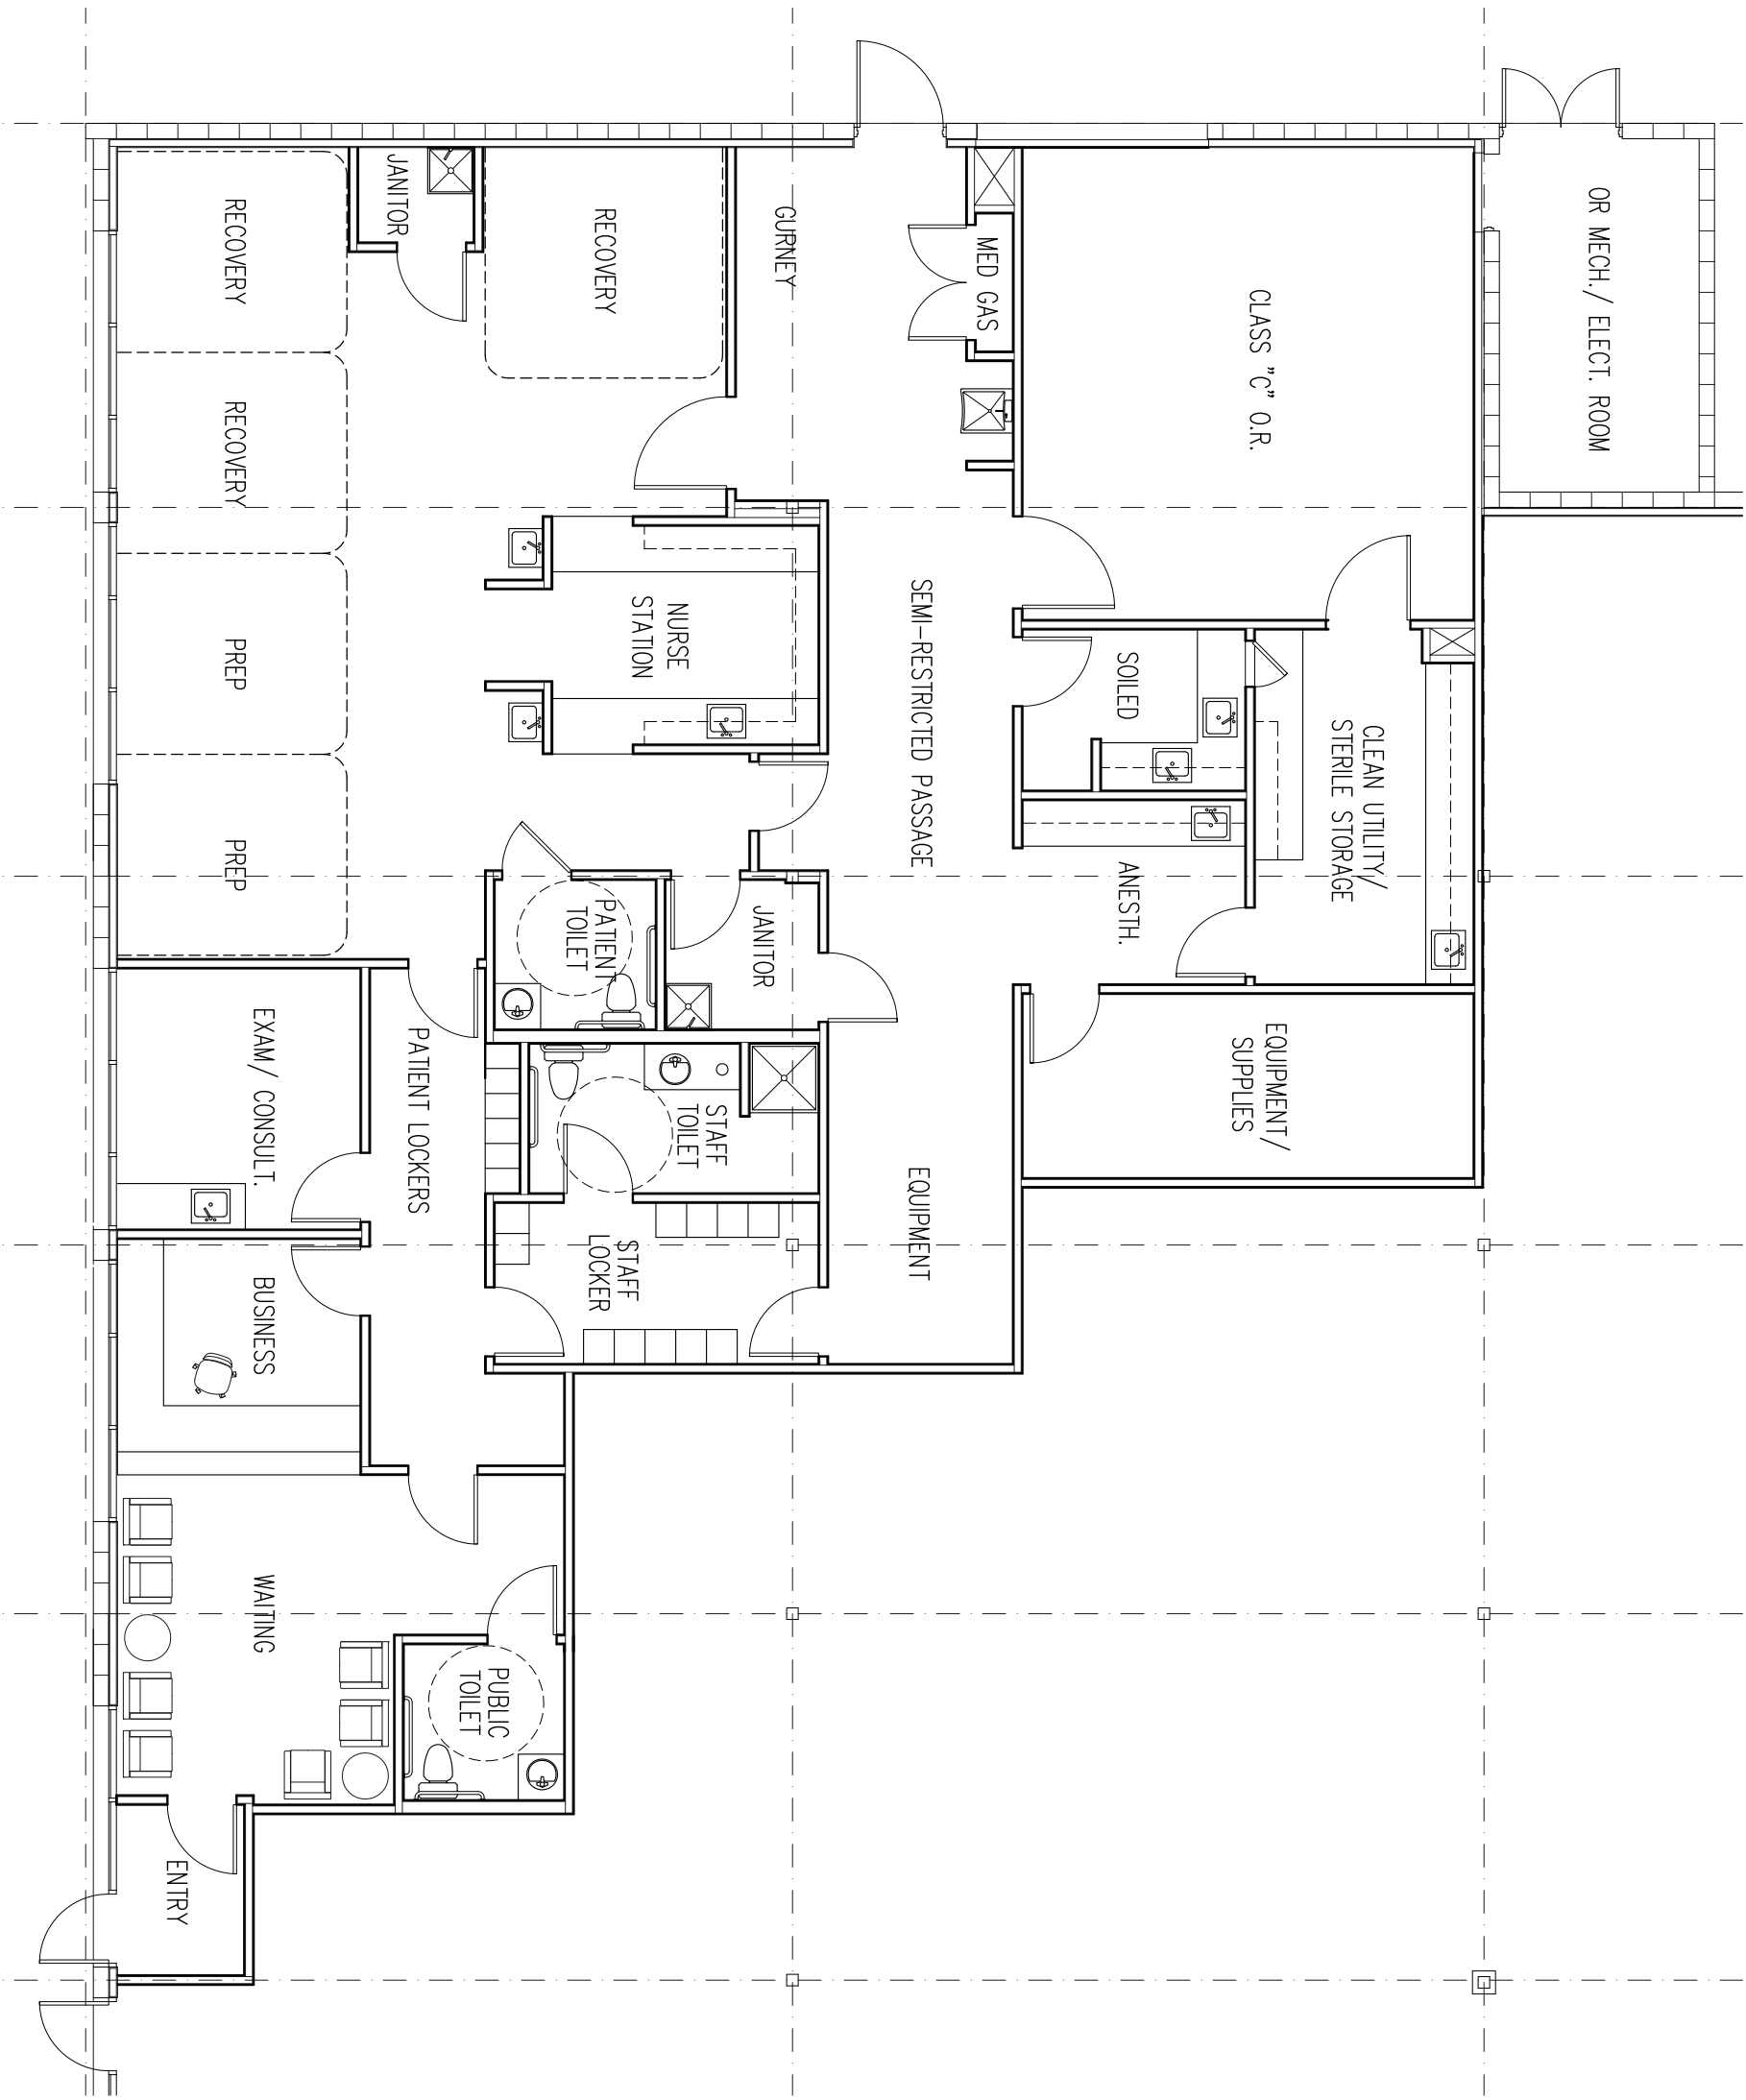 OR MECH./ ELECT. ROOM
CLASS "C" O.R.
MED GAS
GURNEY
RECOVERY
JANITOR
RECOVERY
RECOVERY
PREP
PREP
NURSE
STATION
SEMI-RESTRICTED PASSAGE
SOILED
CLEAN UTILITY/
STERILE STORAGE
ANESTH.
JANITOR
PATIENT
TOILET
EQUIPMENT/
SUPPLIES
EQUIPMENT
STAFF
TOILET
STAFF
LOCKER
PATIENT LOCKERS
EXAM/ CONSULT.
BUSINESS
WAITING
PUBLIC
TOILET
ENTRY